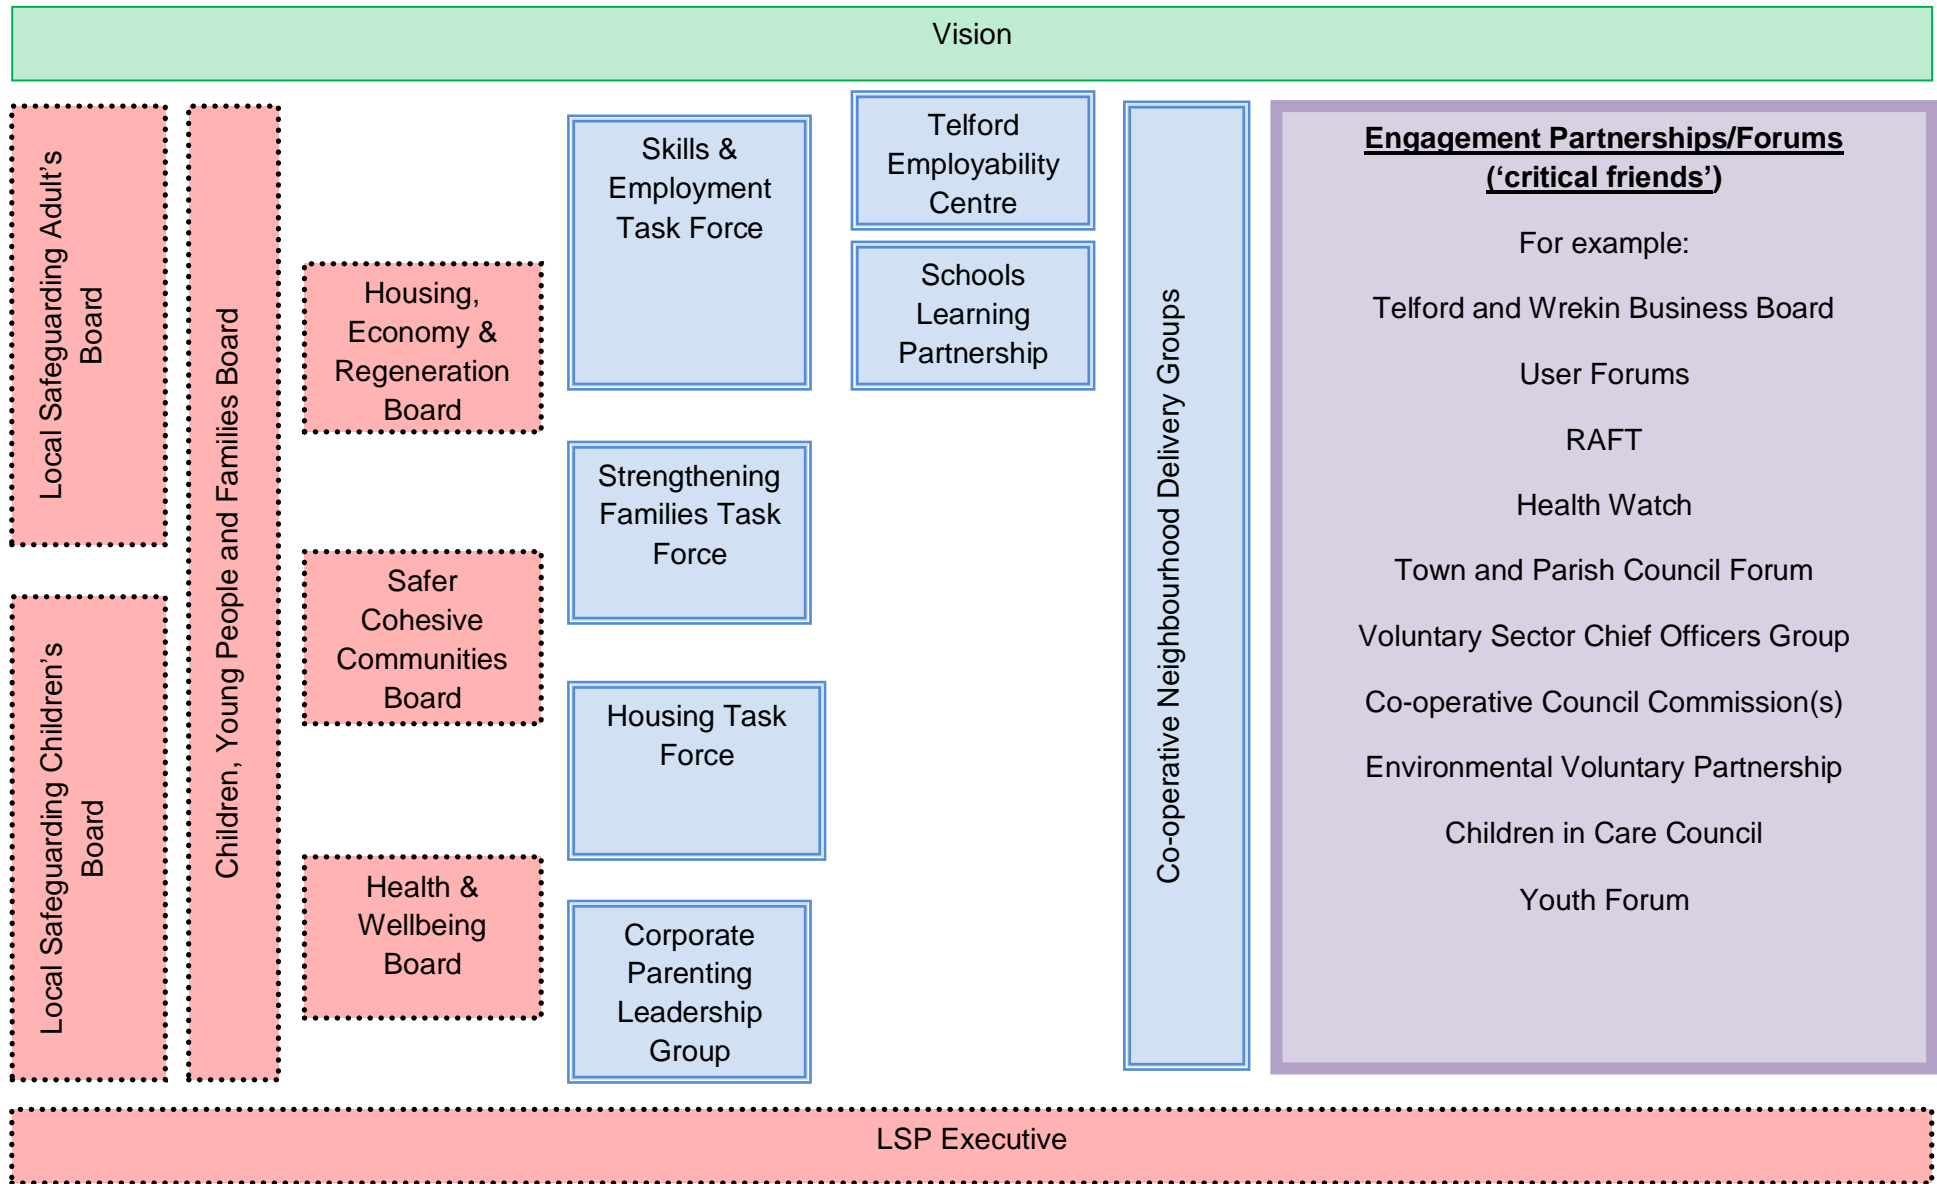 Vision
Local Safeguarding Adult's
Board
Local Safeguarding Children's
Board
Children, Young People and Families Board
Housing,
Economy &
Regeneration
Board
Safer
Cohesive
Communities
Board
Health &
Wellbeing
Board
Skills &
Employment
Task Force
Strengthening
Families Task
Force
Housing Task
Force
Corporate
Parenting
Leadership
Group
Telford
Employability
Centre
Schools
Learning
Partnership
Co-operative Neighbourhood Delivery Groups
Engagement Partnerships/Forums
(‘critical friends’)
For example:
Telford and Wrekin Business Board
User Forums
RAFT
Health Watch
Town and Parish Council Forum
Voluntary Sector Chief Officers Group
Co-operative Council Commission(s)
Environmental Voluntary Partnership
Children in Care Council
Youth Forum
LSP Executive